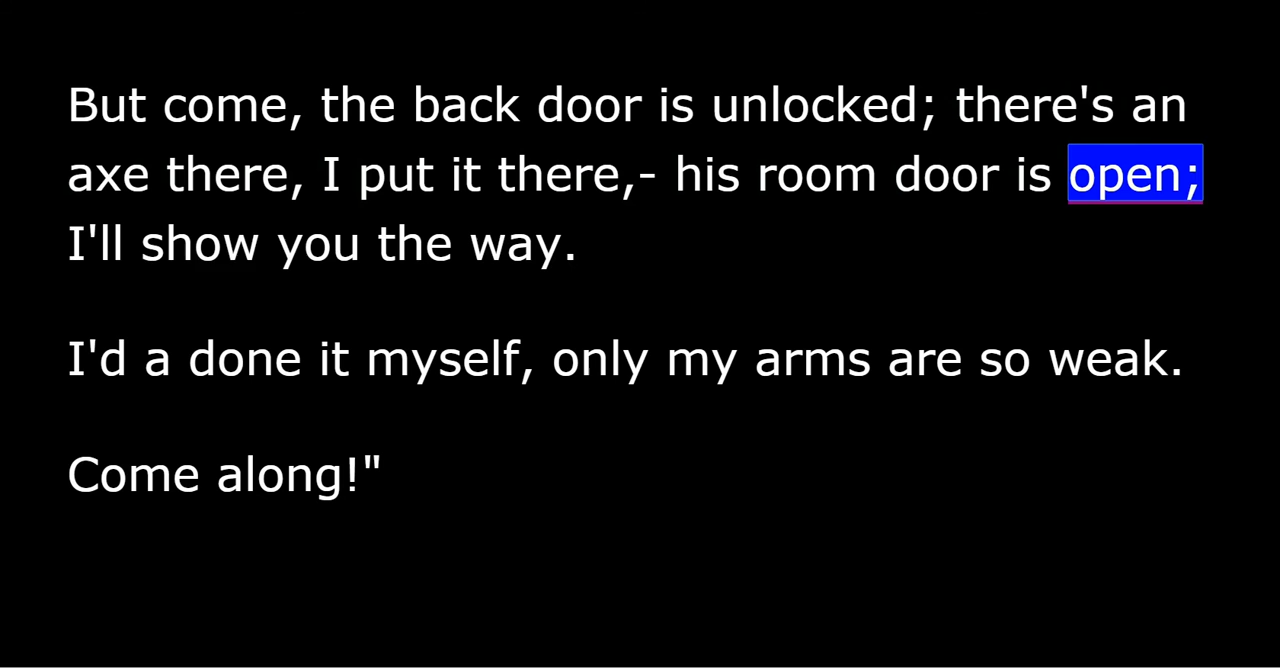 But come, the back door is unlocked; there's an
axe there, I put it there,- his room door is open;
I'll show you the way.
I'd a done it myself, only my arms are so weak.
Come along!"